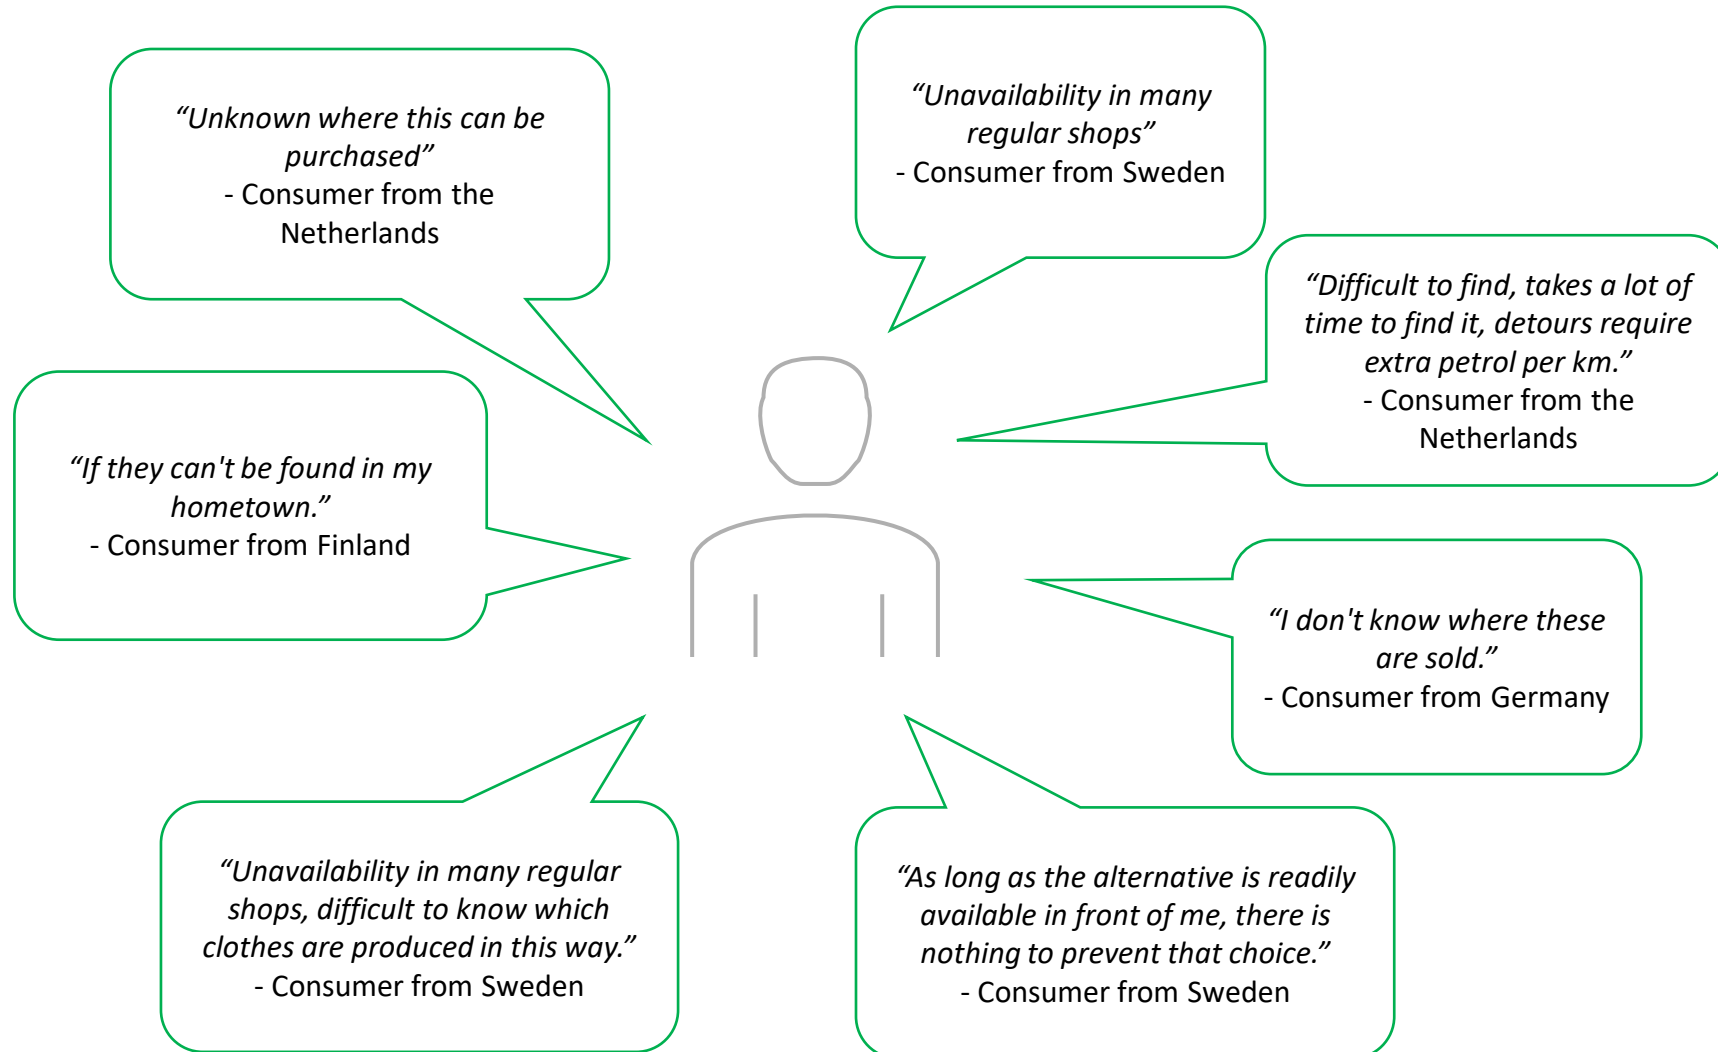 “Unknown where this can be
purchased”
- Consumer from the
Netherlands
“Unavailability in many
regular shops”
- Consumer from Sweden
“Difficult to find, takes a lot of
time to find it, detours require
extra petrol per km.”
- Consumer from the
Netherlands
“If they can't be found in my
hometown.”
- Consumer from Finland
“I don't know where these
are sold.”
- Consumer from Germany
“Unavailability in many regular
shops, difficult to know which
clothes are produced in this way.”
- Consumer from Sweden
“As long as the alternative is readily
available in front of me, there is
nothing to prevent that choice.”
- Consumer from Sweden